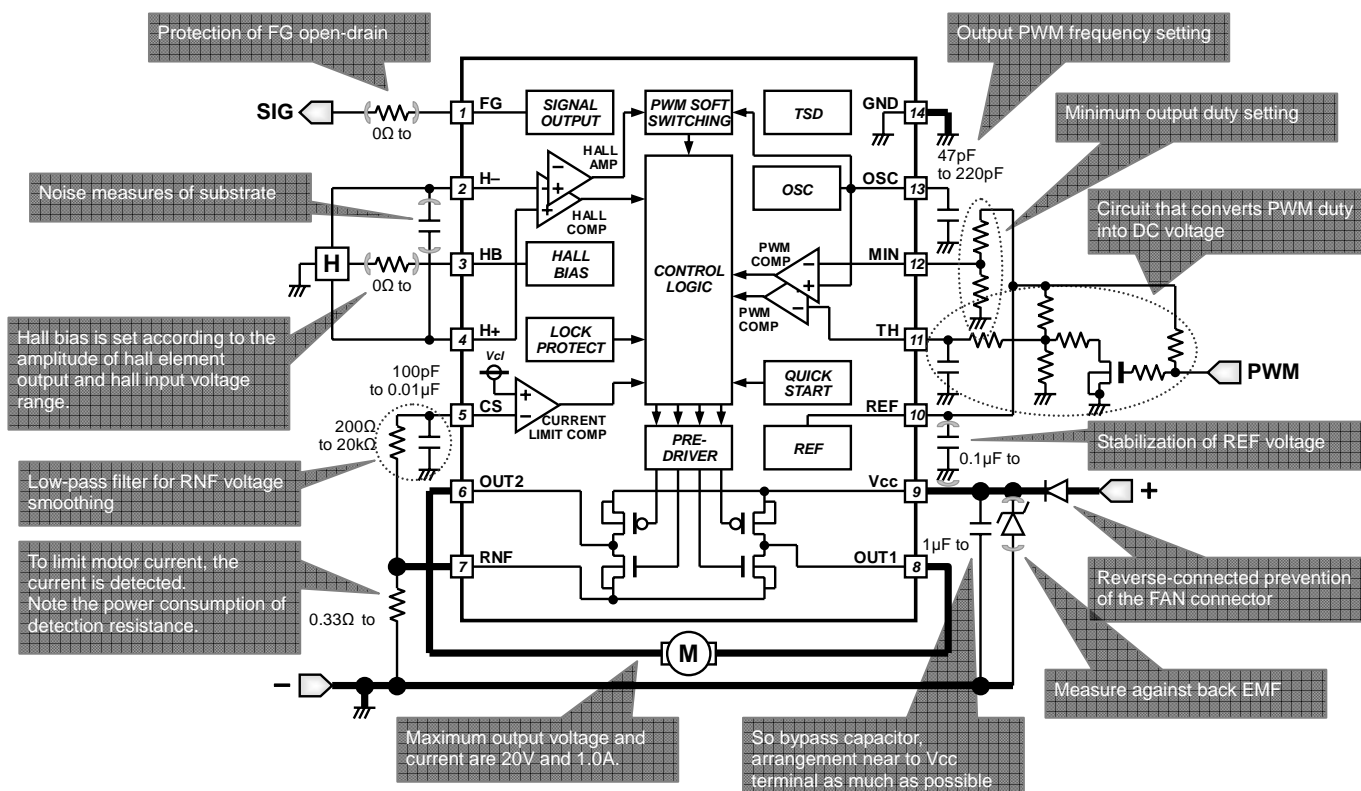 Protection of FG open-drain
Output PWM frequency setting
SIG
0Ω to
1
FG
SIGNAL
OUTPUT
PWM SOFT
SWITCHING
TSD
GND
14
Minimum output duty setting
47pF
to 220pF
Noise measures of substrate
2
H–
HALL
AMP
HALL
COMP
OSC
OSC
13
Circuit that converts PWM duty
into DC voltage
H
0Ω to
3
HB
HALL
BIAS
CONTROL
LOGIC
PWM
COMP
PWM
COMP
MIN
12
Hall bias is set according to the
amplitude of hall element
output and hall input voltage
range.
4
H+
LOCK
PROTECT
TH
11
PWM
100pF
to 0.01µF
Vcl
QUICK
START
5
CS
CURRENT
LIMIT COMP
REF
10
200Ω
to 20kΩ
PRE-
DRIVER
REF
0.1µF to
Stabilization of REF voltage
Low-pass filter for RNF voltage
smoothing
6
OUT2
Vcc
9
+
To limit motor current, the
current is detected.
Note the power consumption of
detection resistance.
7
RNF
OUT1
8
1µF to
Reverse-connected prevention
of the FAN connector
0.33Ω to
M
–
Measure against back EMF
Maximum output voltage and
current are 20V and 1.0A.
So bypass capacitor,
arrangement near to Vcc
terminal as much as possible